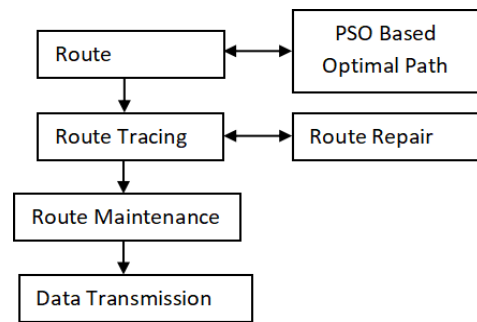 Route
PSO Based
Optimal Path
Route Tracing
Route Repair
Route Maintenance
Data Transmission